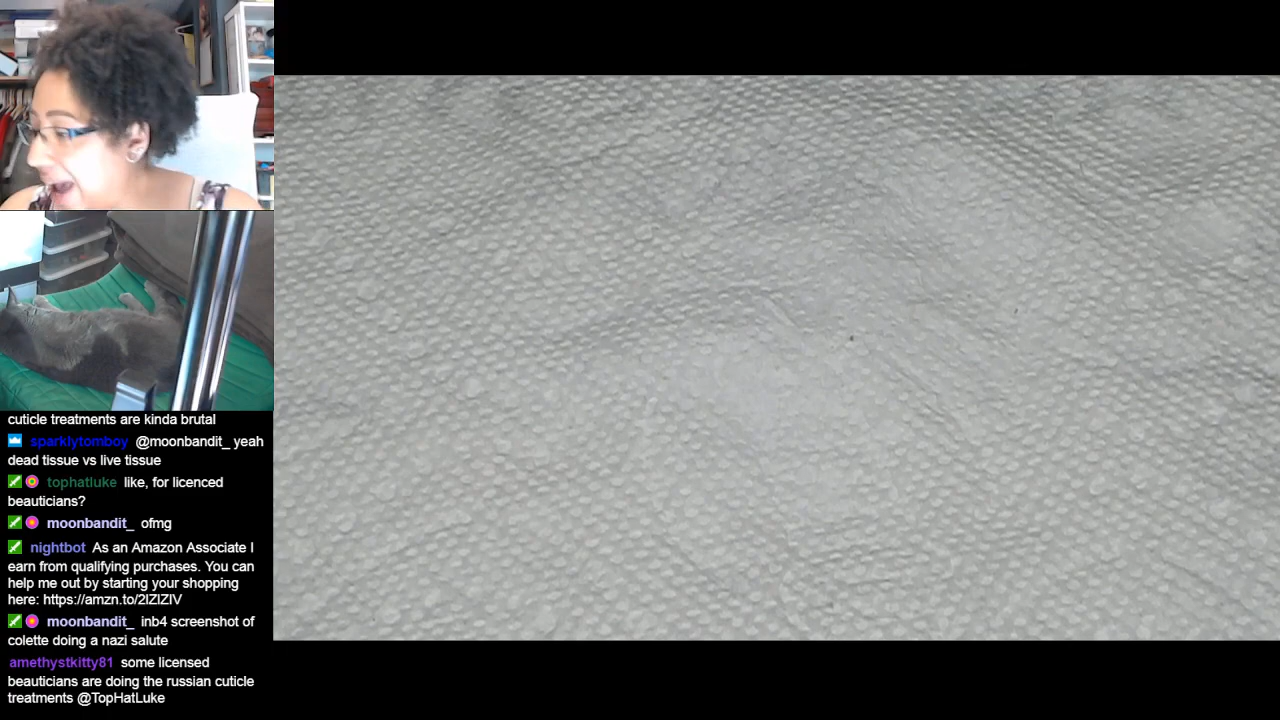 cuticle treatments are kinda brutal
sparklytomboy @moonbandit_ yeah
dead tissue vs live tissue
tophatluke like, for licenced
beauticians?
moonbandit_ ofmg
nightbot As an Amazon Associate I
earn from qualifying purchases. You can
help me out by starting your shopping
here: https://amzn.to/2IZIZIV
moonbandit_ inb4 screenshot of
colette doing a nazi salute
amethystkitty81 some licensed
beauticians are doing the russian cuticle
treatments @TopHatLuke